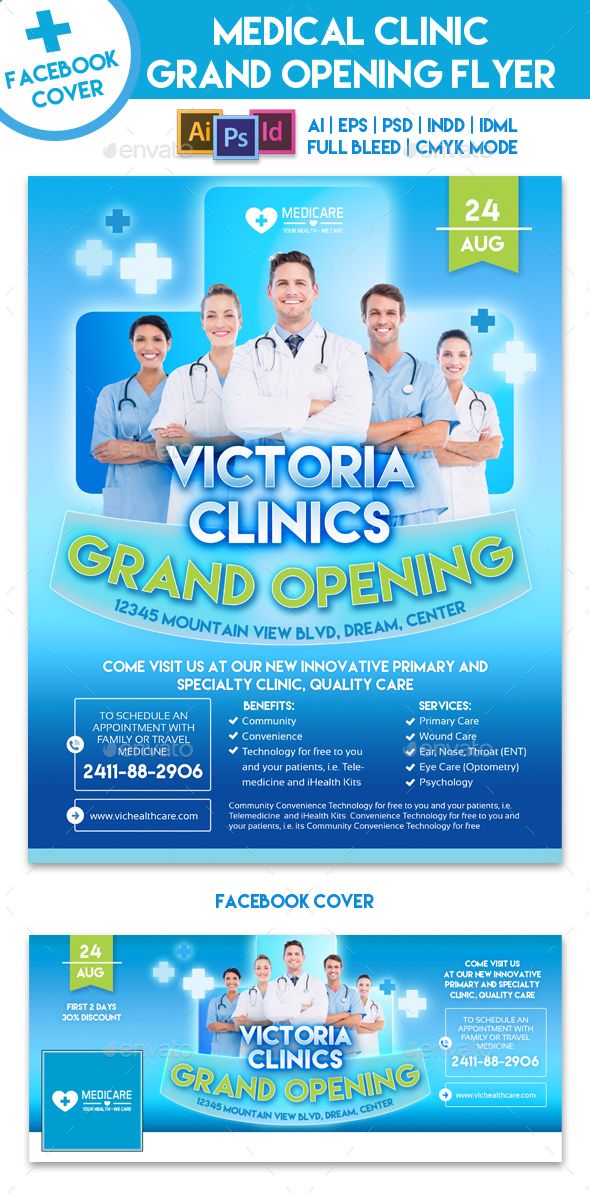 FACEBOOK
COVER
MEDICAL CLINIC
GRAND OPENING FLYER
Ai Ps Id
AI | EPS | PSD | INDD | IDML
FULL BLEED | CMYK MODE
envato
envato
MEDICARE
YOUR HEALTH • WE CARE
24
AUG
VICTORIA
CLINICS
GRAND OPENING
12345 MOUNTAIN VIEW BLVD, DREAM, CENTER
COME VISIT US AT OUR NEW INNOVATIVE PRIMARY AND
SPECIALTY CLINIC, QUALITY CARE
TO SCHEDULE AN
APPOINTMENT WITH
FAMILY OR TRAVEL
MEDICINE:
2411-88-2906
www.vichealthcare.com
BENEFITS:
Community
Convenience
Technology for free to you
and your patients, i.e. Tele-
medicine and iHealth Kits
SERVICES:
Primary Care
Wound Care
Ear, Nose, Throat (ENT)
Eye Care (Optometry)
Psychology
Community Convenience Technology for free to you and your patients, i.e.
Telemedicine and iHealth Kits Convenience Technology for free to you and
your patients, i.e. its Community Convenience Technology for free
FACEBOOK COVER
24
AUG
FIRST 2 DAYS
30% DISCOUNT
MEDICARE
YOUR HEALTH • WE CARE
VICTORIA
CLINICS
GRAND OPENING
12345 MOUNTAIN VIEW BLVD, DREAM, CENTER
COME VISIT US
AT OUR NEW INNOVATIVE
PRIMARY AND SPECIALTY
CLINIC, QUALITY CARE
TO SCHEDULE AN
APPOINTMENT WITH
FAMILY OR TRAVEL
MEDICINE:
2411-88-2906
www.vichealthcare.com